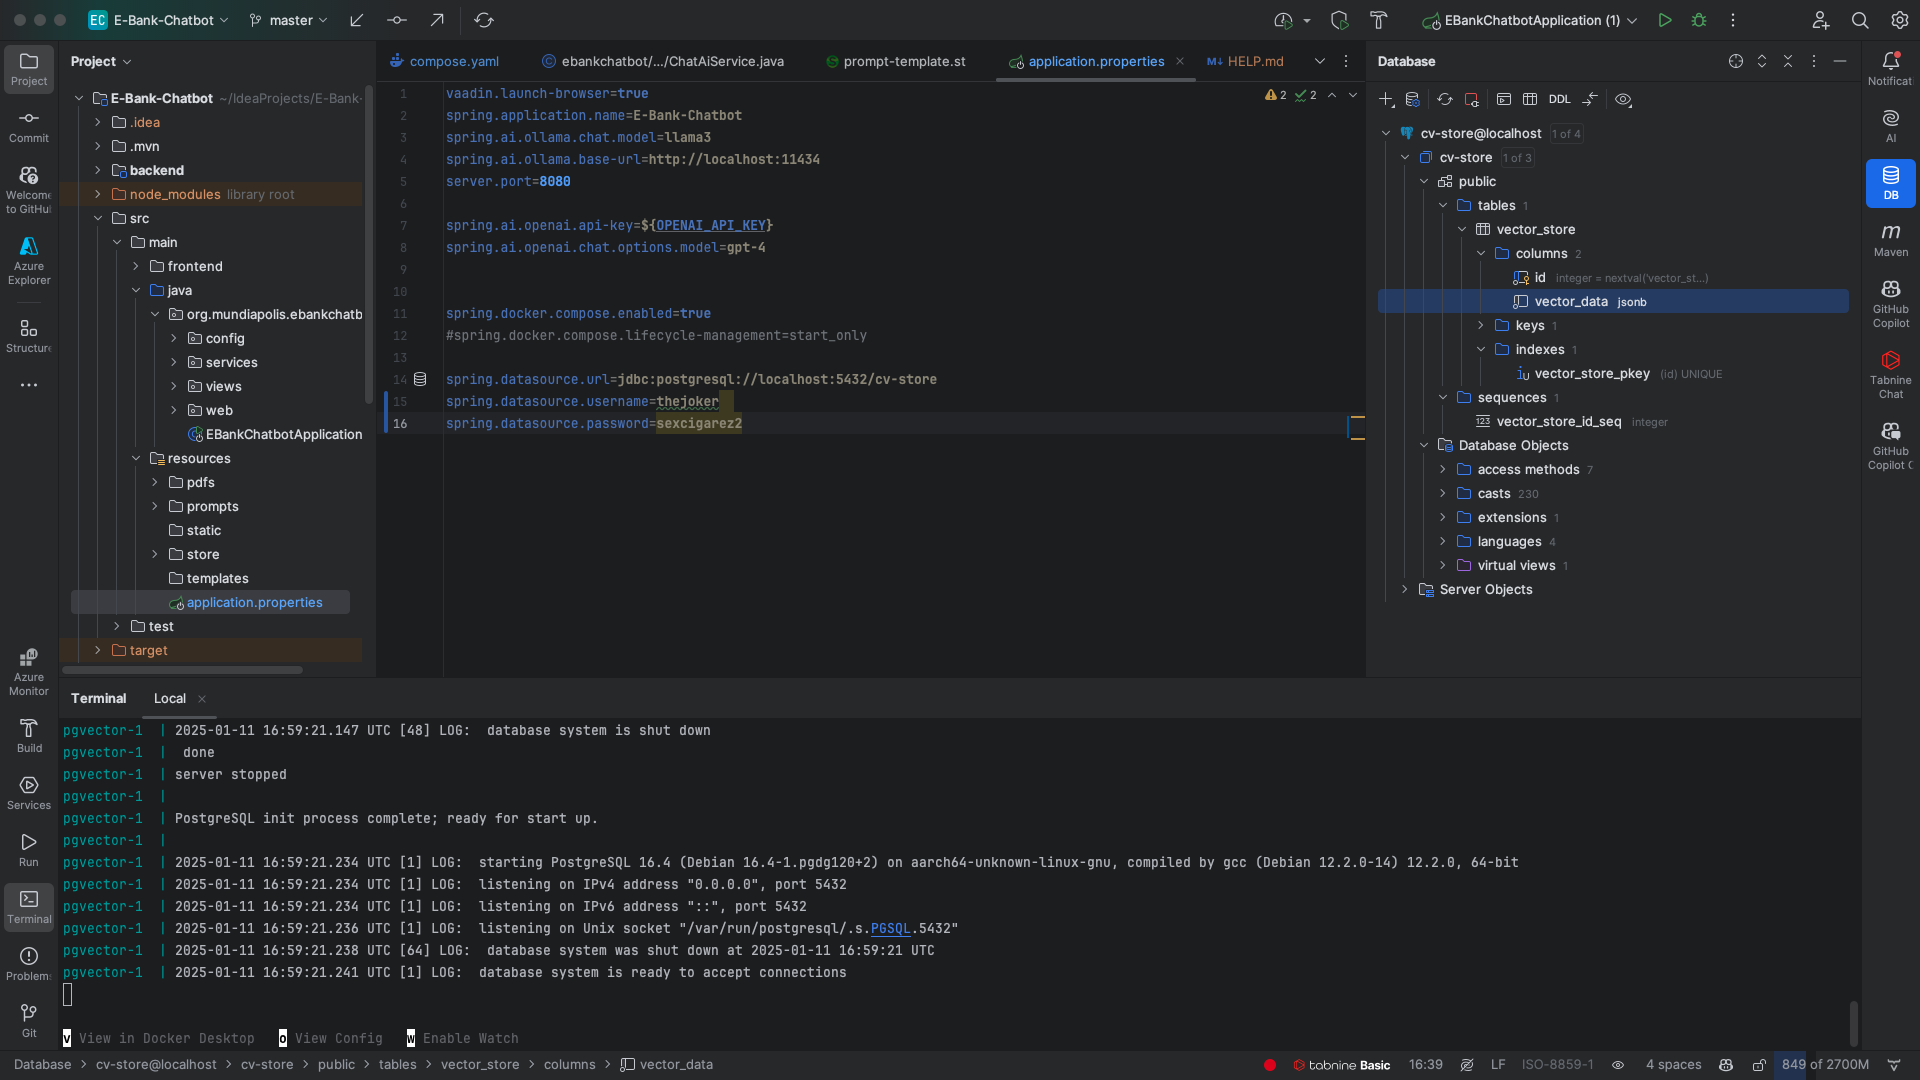 EC E-Bank-Chatbot master EBankChatbotApplication (1)
Project
Commit
Welcome
to GitHu
Azure
Explorer
Structure
Azure
Monitor
Build
Services
Run
Terminal
Problem
Git
Project
E-Bank-Chatbot ~/IdeaProjects/E-Bank-
.idea
.mvn
backend
node_modules library root
src
main
frontend
java
org.mundiapolis.ebankchatb
config
services
views
web
EBankChatbotApplication
resources
pdfs
prompts
static
store
templates
application.properties
test
target
compose.yaml ebankchatbot/.../ChatAiService.java prompt-template.st application.properties HELP.md
2 2
1 vaadin.launch-browser=true
2 spring.application.name=E-Bank-Chatbot
3 spring.ai.ollama.chat.model=llama3
4 spring.ai.ollama.base-url=http://localhost:11434
5 server.port=8080
6
7 spring.ai.openai.api-key=${OPENAI_API_KEY}
8 spring.ai.openai.chat.options.model=gpt-4
9
10
11 spring.docker.compose.enabled=true
12 #spring.docker.compose.lifecycle-management=start_only
13
14 spring.datasource.url=jdbc:postgresql://localhost:5432/cv-store
15 spring.datasource.username=thejoker
16 spring.datasource.password=sexcigarez2
Database
DDL
cv-store@localhost 1 of 4
cv-store 1 of 3
public
tables 1
vector_store
columns 2
id integer = nextval('vector_st...)
vector_data jsonb
keys 1
indexes 1
vector_store_pkey (id) UNIQUE
sequences 1
vector_store_id_seq integer
Database Objects
access methods 7
casts 230
extensions 1
languages 4
virtual views 1
Server Objects
Notificat
AI
DB
Maven
GitHub
Copilot
Tabnine
Chat
GitHub
Copilot C
Terminal Local
pgvector-1 | 2025-01-11 16:59:21.147 UTC [48] LOG: database system is shut down
pgvector-1 | done
pgvector-1 | server stopped
pgvector-1 |
pgvector-1 | PostgreSQL init process complete; ready for start up.
pgvector-1 |
pgvector-1 | 2025-01-11 16:59:21.234 UTC [1] LOG: starting PostgreSQL 16.4 (Debian 16.4-1.pgdg120+2) on aarch64-unknown-linux-gnu, compiled by gcc (Debian 12.2.0-14) 12.2.0, 64-bit
pgvector-1 | 2025-01-11 16:59:21.234 UTC [1] LOG: listening on IPv4 address "0.0.0.0", port 5432
pgvector-1 | 2025-01-11 16:59:21.234 UTC [1] LOG: listening on IPv6 address "::", port 5432
pgvector-1 | 2025-01-11 16:59:21.236 UTC [1] LOG: listening on Unix socket "/var/run/postgresql/.s.PGSQL.5432"
pgvector-1 | 2025-01-11 16:59:21.238 UTC [64] LOG: database system was shut down at 2025-01-11 16:59:21 UTC
pgvector-1 | 2025-01-11 16:59:21.241 UTC [1] LOG: database system is ready to accept connections
v View in Docker Desktop o View Config w Enable Watch
Database > cv-store@localhost > cv-store > public > tables > vector_store > columns > vector_data
tabnine Basic 16:39 LF ISO-8859-1 4 spaces 849 of 2700M